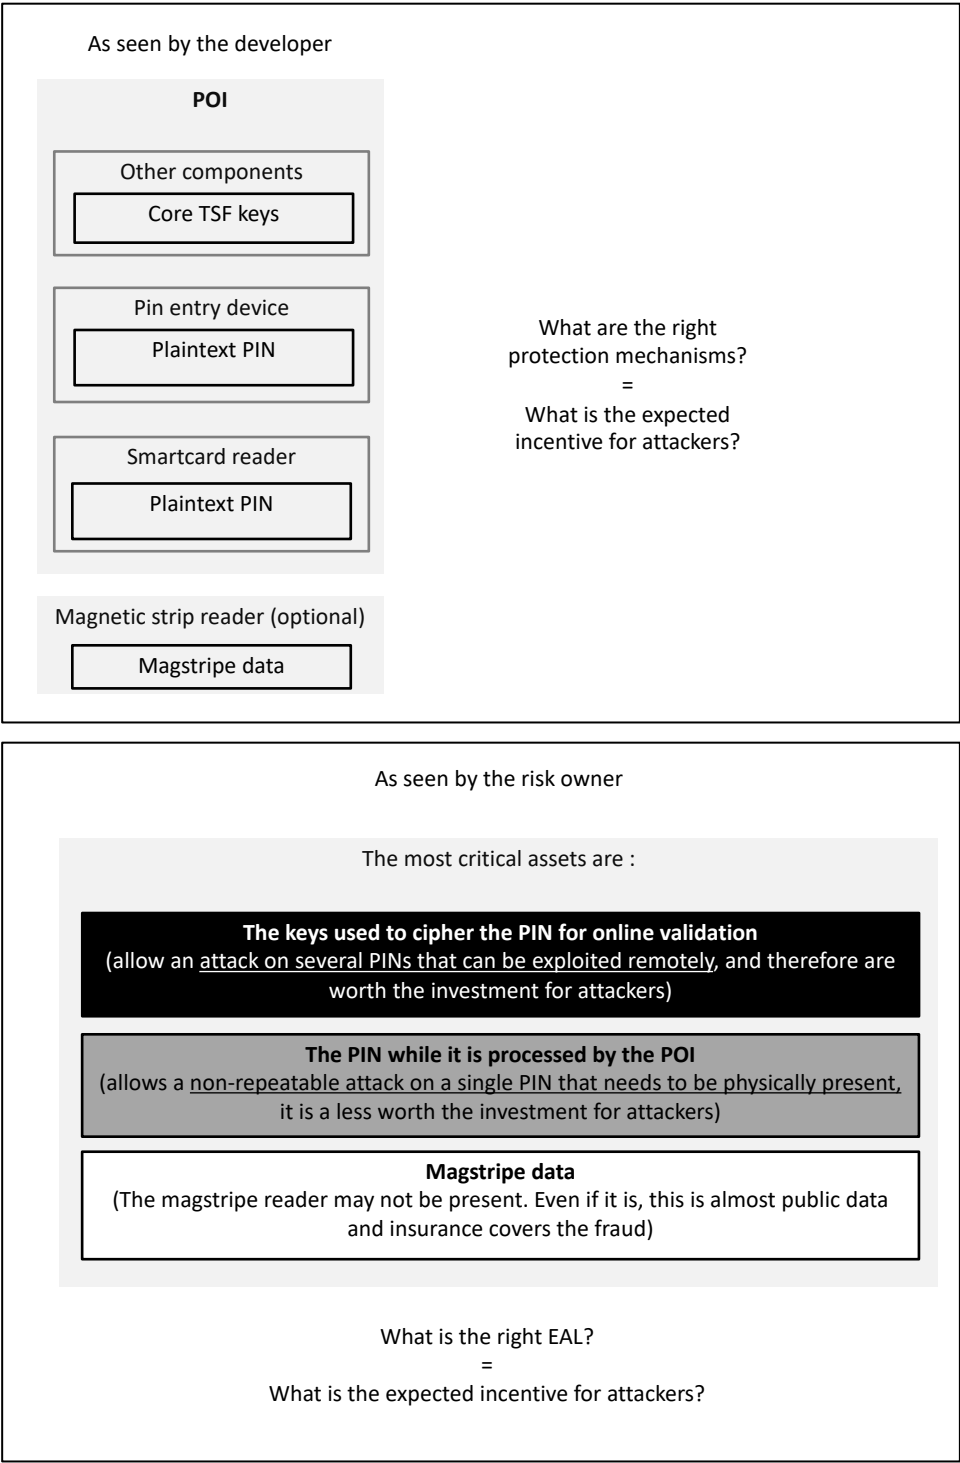 As seen by the developer
POI
Other components
Core TSF keys
Pin entry device
Plaintext PIN
Smartcard reader
Plaintext PIN
Magnetic strip reader (optional)
Magstripe data
What are the right
protection mechanisms?
=
What is the expected
incentive for attackers?
As seen by the risk owner
The most critical assets are :
The keys used to cipher the PIN for online validation
(allow an attack on several PINs that can be exploited remotely, and therefore are
worth the investment for attackers)
The PIN while it is processed by the POI
(allows a non-repeatable attack on a single PIN that needs to be physically present,
it is a less worth the investment for attackers)
Magstripe data
(The magstripe reader may not be present. Even if it is, this is almost public data
and insurance covers the fraud)
What is the right EAL?
=
What is the expected incentive for attackers?